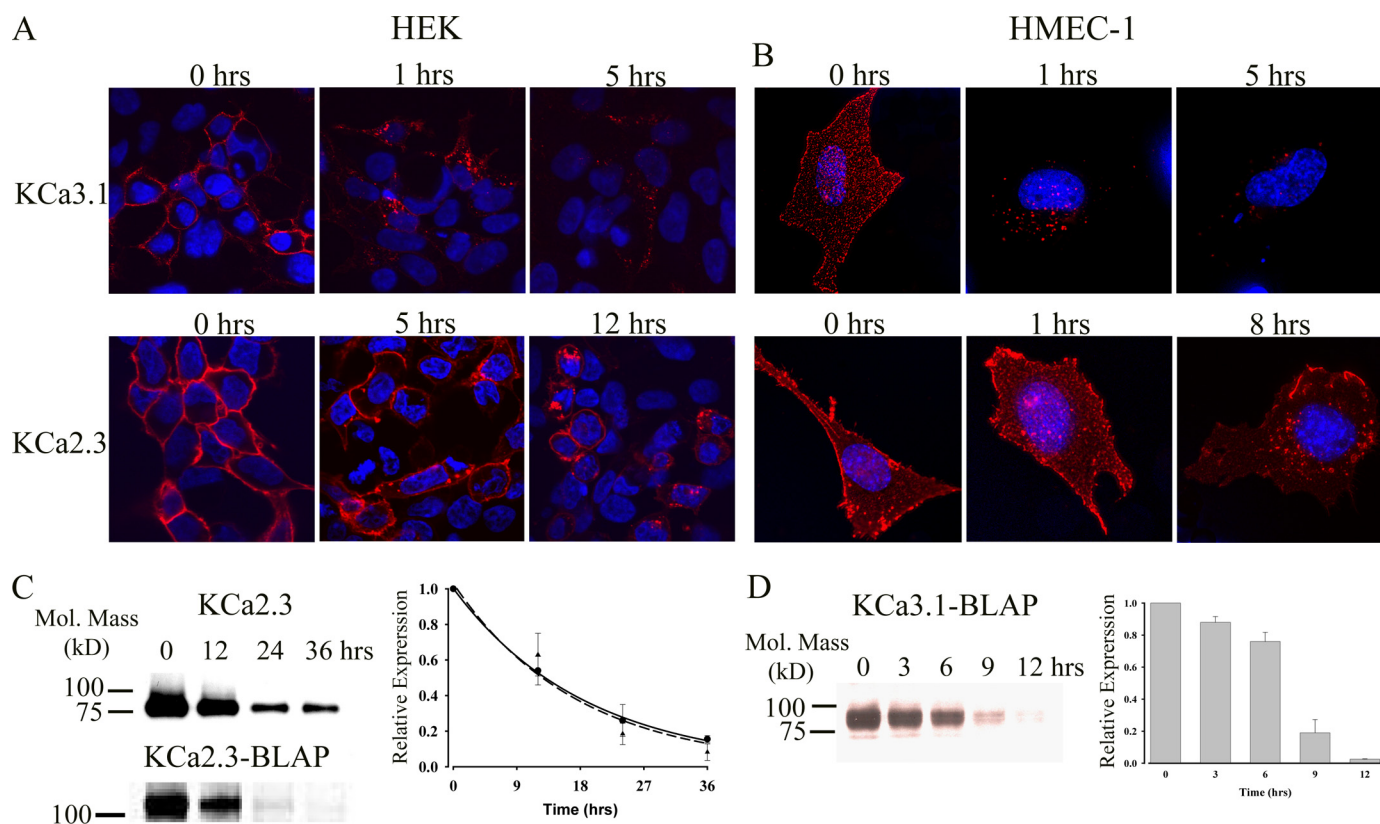 A
HEK
HMEC-1
B
0 hrs
1 hrs
5 hrs
0 hrs
1 hrs
5 hrs
KCa3.1
0 hrs
5 hrs
12 hrs
0 hrs
1 hrs
8 hrs
KCa2.3
C
KCa2.3
Mol. Mass
(kD)
0 12 24 36 hrs
100
75
KCa2.3-BLAP
100
Relative Experssion
1.0
0.8
0.6
0.4
0.2
0.0
0 9 18 27 36
Time (hrs)
D
KCa3.1-BLAP
Mol. Mass
(kD)
0 3 6 9 12 hrs
100
75
Relative Expression
1.0
0.8
0.6
0.4
0.2
0.0
0 3 6 9 12
Time (hrs)